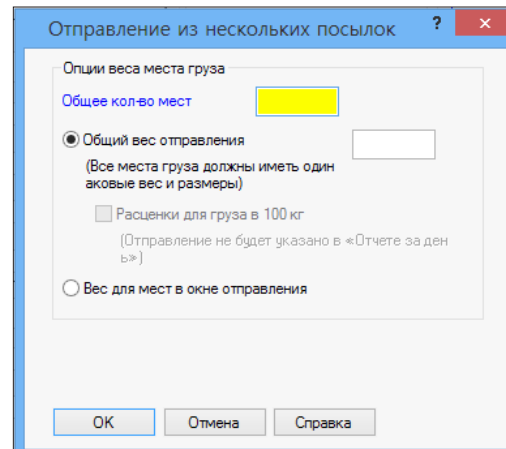 Отправление из нескольких посылок ? ×
Опции веса места груза
Общее кол-во мест
Общий вес отправления
(Все места груза должны иметь один
аковые вес и размеры)
Расценки для груза в 100 кг
(Отправление не будет указано в «Отчете за ден
ь»)
Вес для мест в окне отправления
OK Отмена Справка